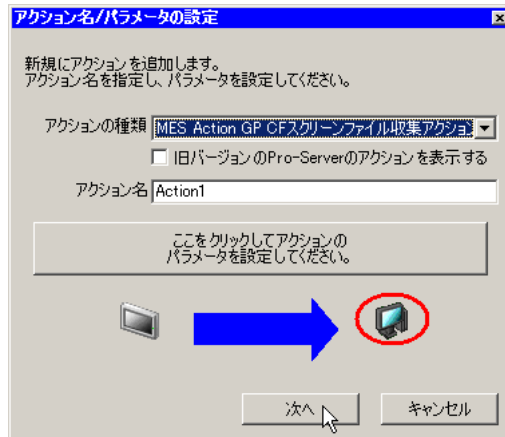 アクション名/パラメータの設定
新規にアクションを追加します。
アクション名を指定し、パラメータを設定してください。
アクションの種類 MES Action GP CFスクリーンファイル収集アクショ
旧バージョンのPro-Serverのアクションを表示する
アクション名 Action1
ここをクリックしてアクションの
パラメータを設定してください。
次へ キャンセル